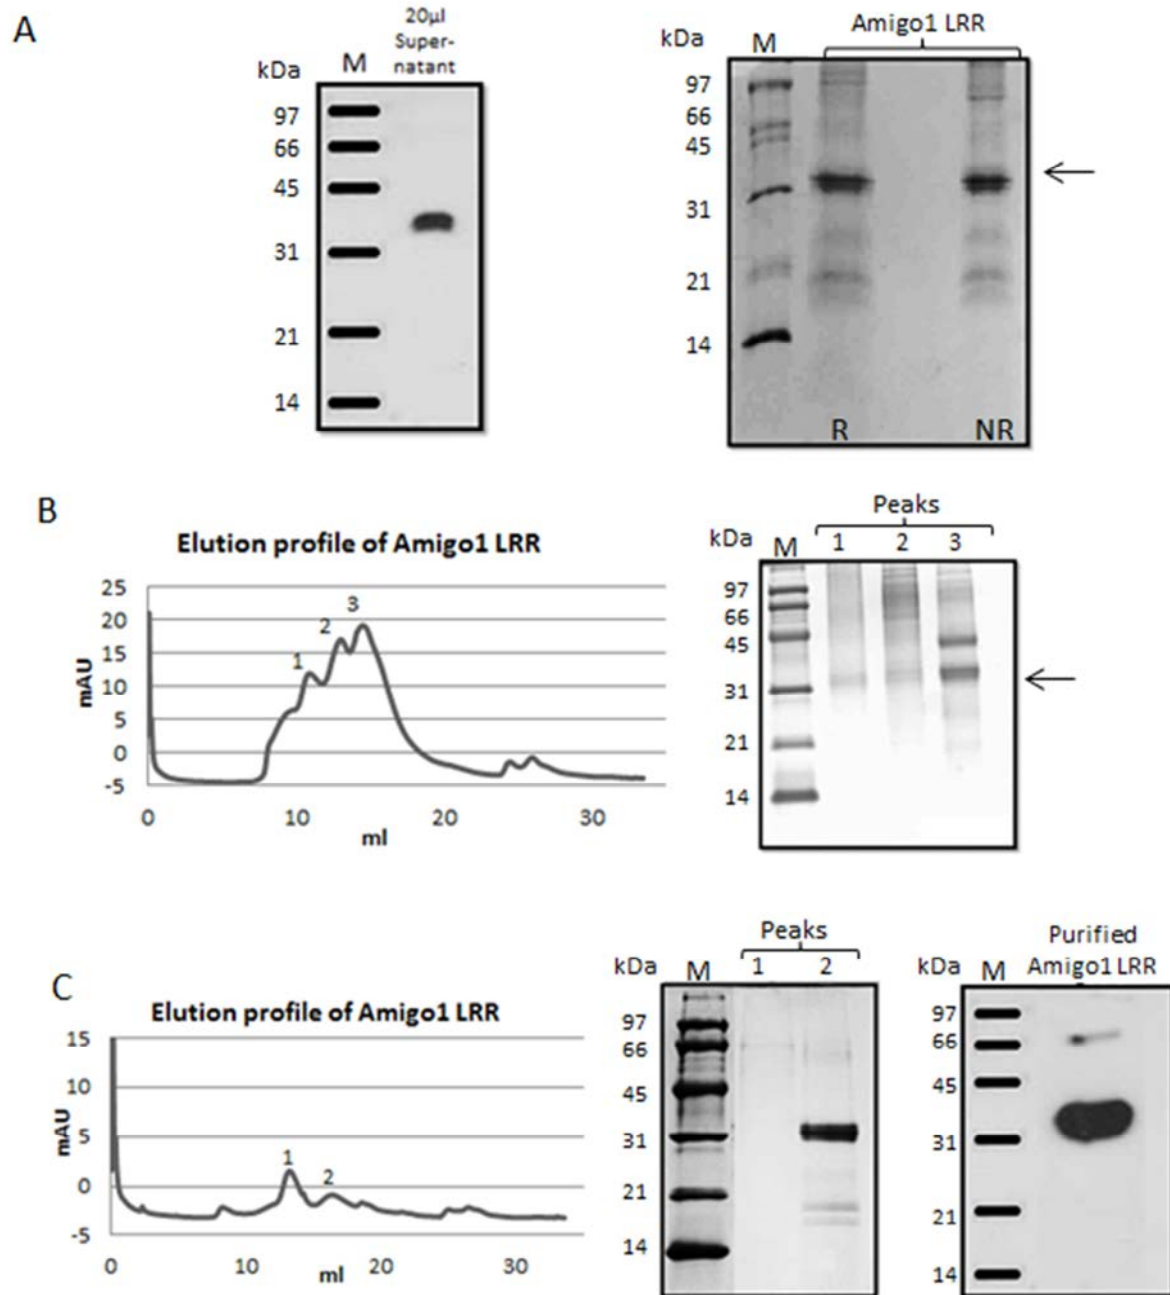 A
20µl
Super-
natant
kDa M
97
66
45
31
21
14
Amigo1 LRR
kDa M
97
66
45
31
21
14
R NR
B
Elution profile of Amigo1 LRR
25
20
15
10
5
0
-5
mAU
1
2
3
0 10 20 30
ml
Peaks
kDa M 1 2 3
97
66
45
31
21
14
C
Elution profile of Amigo1 LRR
15
10
5
0
-5
mAU
1
2
0 10 20 30
ml
Peaks
kDa M 1 2
97
66
45
31
21
14
Purified
Amigo1 LRR
kDa M
97
66
45
31
21
14